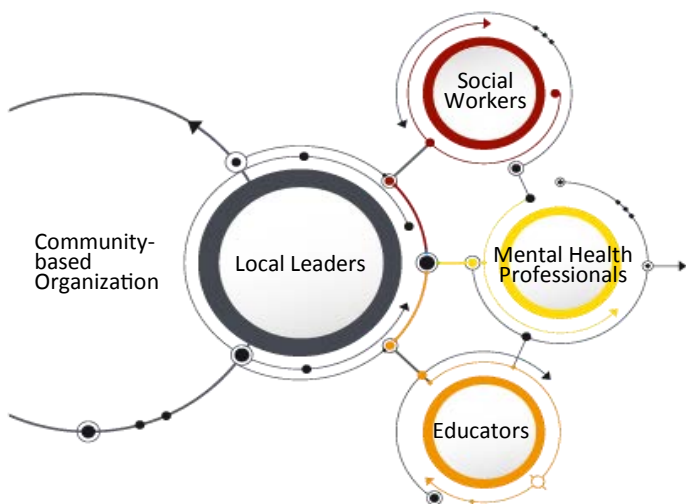 Community-
based
Organization
Local Leaders
Social
Workers
Mental Health
Professionals
Educators